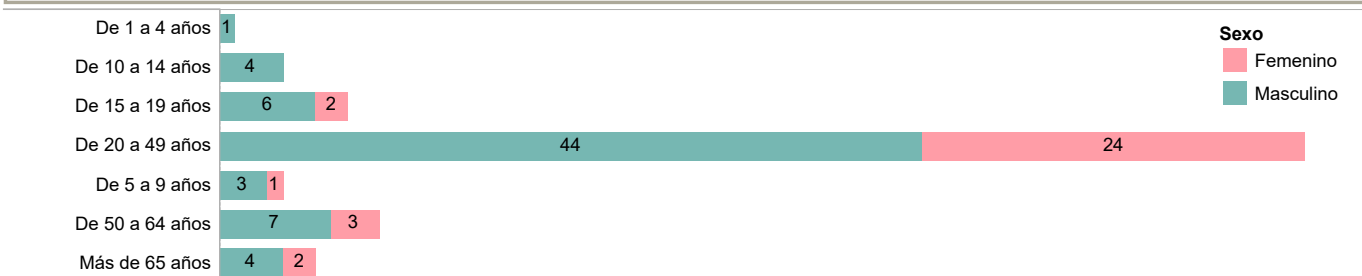 De 1 a 4 años 1
De 10 a 14 años 4
De 15 a 19 años 6 2
De 20 a 49 años 44 24
De 5 a 9 años 3 1
De 50 a 64 años 7 3
Más de 65 años 4 2
Sexo
Femenino
Masculino